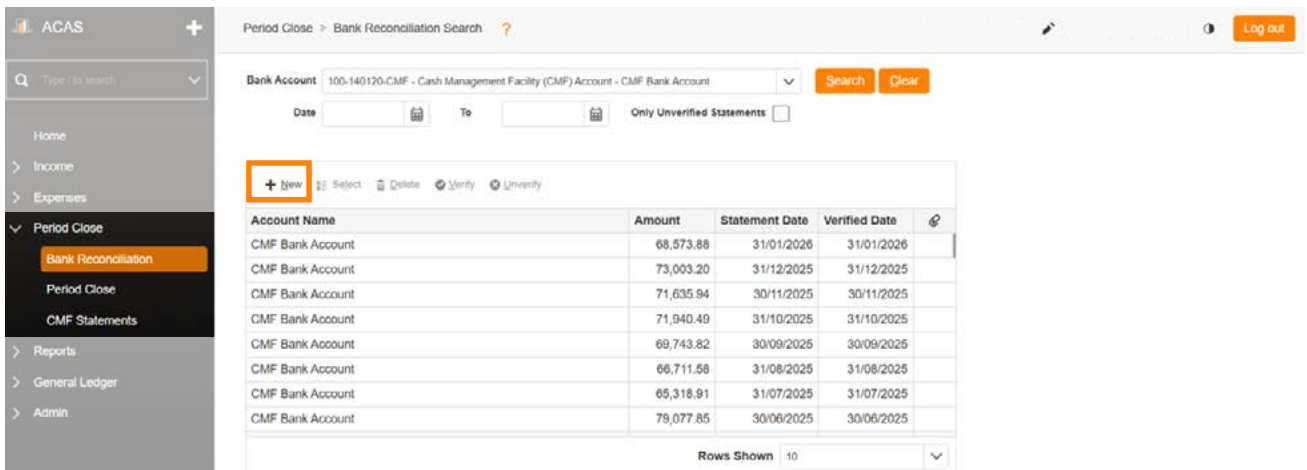 ACAS
Type / to search
Home
Income
Expenses
Period Close
Bank Reconciliation
Period Close
CMF Statements
Reports
General Ledger
Admin
Period Close > Bank Reconciliation Search ?
Log out
Bank Account 100-140120-CMF - Cash Management Facility (CMF) Account - CMF Bank Account Search Clear
Date To Only Unverified Statements
New Select Delete Verify Unverify
Account Name Amount Statement Date Verified Date
CMF Bank Account 68,573.88 31/01/2026 31/01/2026
CMF Bank Account 73,003.20 31/12/2025 31/12/2025
CMF Bank Account 71,635.94 30/11/2025 30/11/2025
CMF Bank Account 71,940.49 31/10/2025 31/10/2025
CMF Bank Account 69,743.82 30/09/2025 30/09/2025
CMF Bank Account 66,711.58 31/08/2025 31/08/2025
CMF Bank Account 65,318.91 31/07/2025 31/07/2025
CMF Bank Account 79,077.85 30/06/2025 30/06/2025
Rows Shown 10